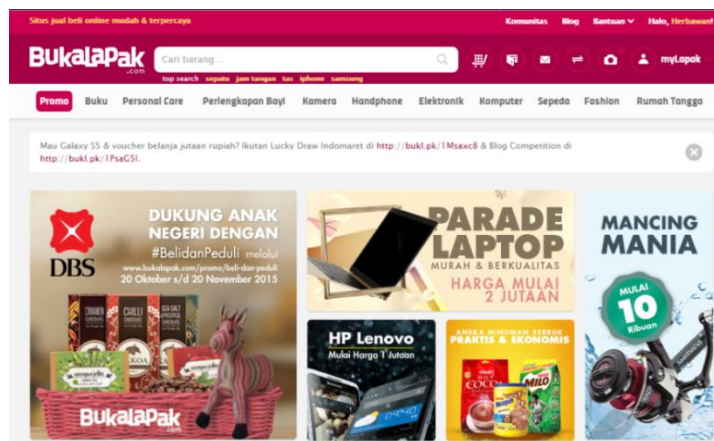 Situs jual beli online mudah & terpercaya
Komunitas Blog Bantuan Halo, Herbawan!
BukaLaPak
.com
Cari barang...
myLapak
top search sepatu jam tangan tas iphone samsung
Promo Buku Personal Care Perlengkapan Bayi Kamera Handphone Elektronik Komputer Sepeda Fashion Rumah Tangga
Mau Galaxy S5 & voucher belanja jutaan rupiah? Ikutan Lucky Draw Indomaret di http://bukl.pk/1Msaxc8 & Blog Competition di
http://bukl.pk/1PsaG5I.
DBS
DUKUNG ANAK
NEGERI DENGAN
#BelidanPeduli melalui
www.bukalapak.com/promo/beli-dan-peduli
20 Oktober s/d 20 November 2015
CHILLI
BukaLaPak
.com
PARADE
LAPTOP
MURAH & BERKUALITAS
HARGA MULAI
2 JUTAAN
HP Lenovo
Mulai Harga 1 Jutaan
09:40
ANEKA MINUMAN SERBUK
PRAKTIS & EKONOMIS
MILO
MANCING
MANIA
MULAI
10
Ribuan